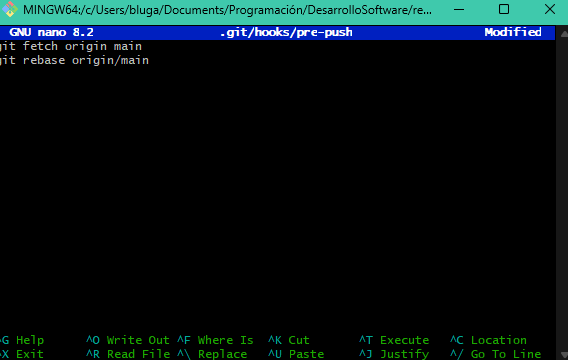 MINGW64:/c/Users/bluga/Documents/Programación/DesarrolloSoftware/re...
GNU nano 8.2 .git/hooks/pre-push Modified
git fetch origin main
git rebase origin/main
^G Help ^O Write Out ^F Where Is ^K Cut ^T Execute ^C Location
^X Exit ^R Read File ^\ Replace ^U Paste ^J Justify ^/ Go To Line